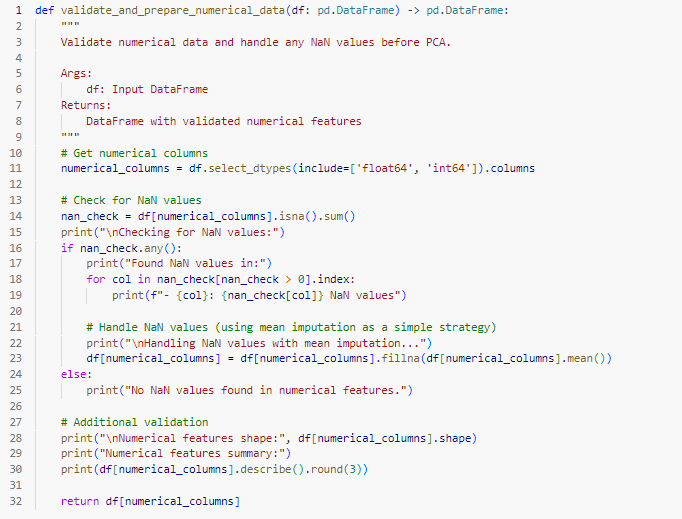 1 def validate_and_prepare_numerical_data(df: pd.DataFrame) -> pd.DataFrame:
2     """
3     Validate numerical data and handle any NaN values before PCA.
4
5     Args:
6         df: Input DataFrame
7     Returns:
8         DataFrame with validated numerical features
9     """
10     # Get numerical columns
11     numerical_columns = df.select_dtypes(include=['float64', 'int64']).columns
12
13     # Check for NaN values
14     nan_check = df[numerical_columns].isna().sum()
15     print("\nChecking for NaN values:")
16     if nan_check.any():
17         print("Found NaN values in:")
18         for col in nan_check[nan_check > 0].index:
19             print(f"- {col}: {nan_check[col]} NaN values")
20
21         # Handle NaN values (using mean imputation as a simple strategy)
22         print("\nHandling NaN values with mean imputation...")
23         df[numerical_columns] = df[numerical_columns].fillna(df[numerical_columns].mean())
24     else:
25         print("No NaN values found in numerical features.")
26
27     # Additional validation
28     print("\nNumerical features shape:", df[numerical_columns].shape)
29     print("Numerical features summary:")
30     print(df[numerical_columns].describe().round(3))
31
32     return df[numerical_columns]